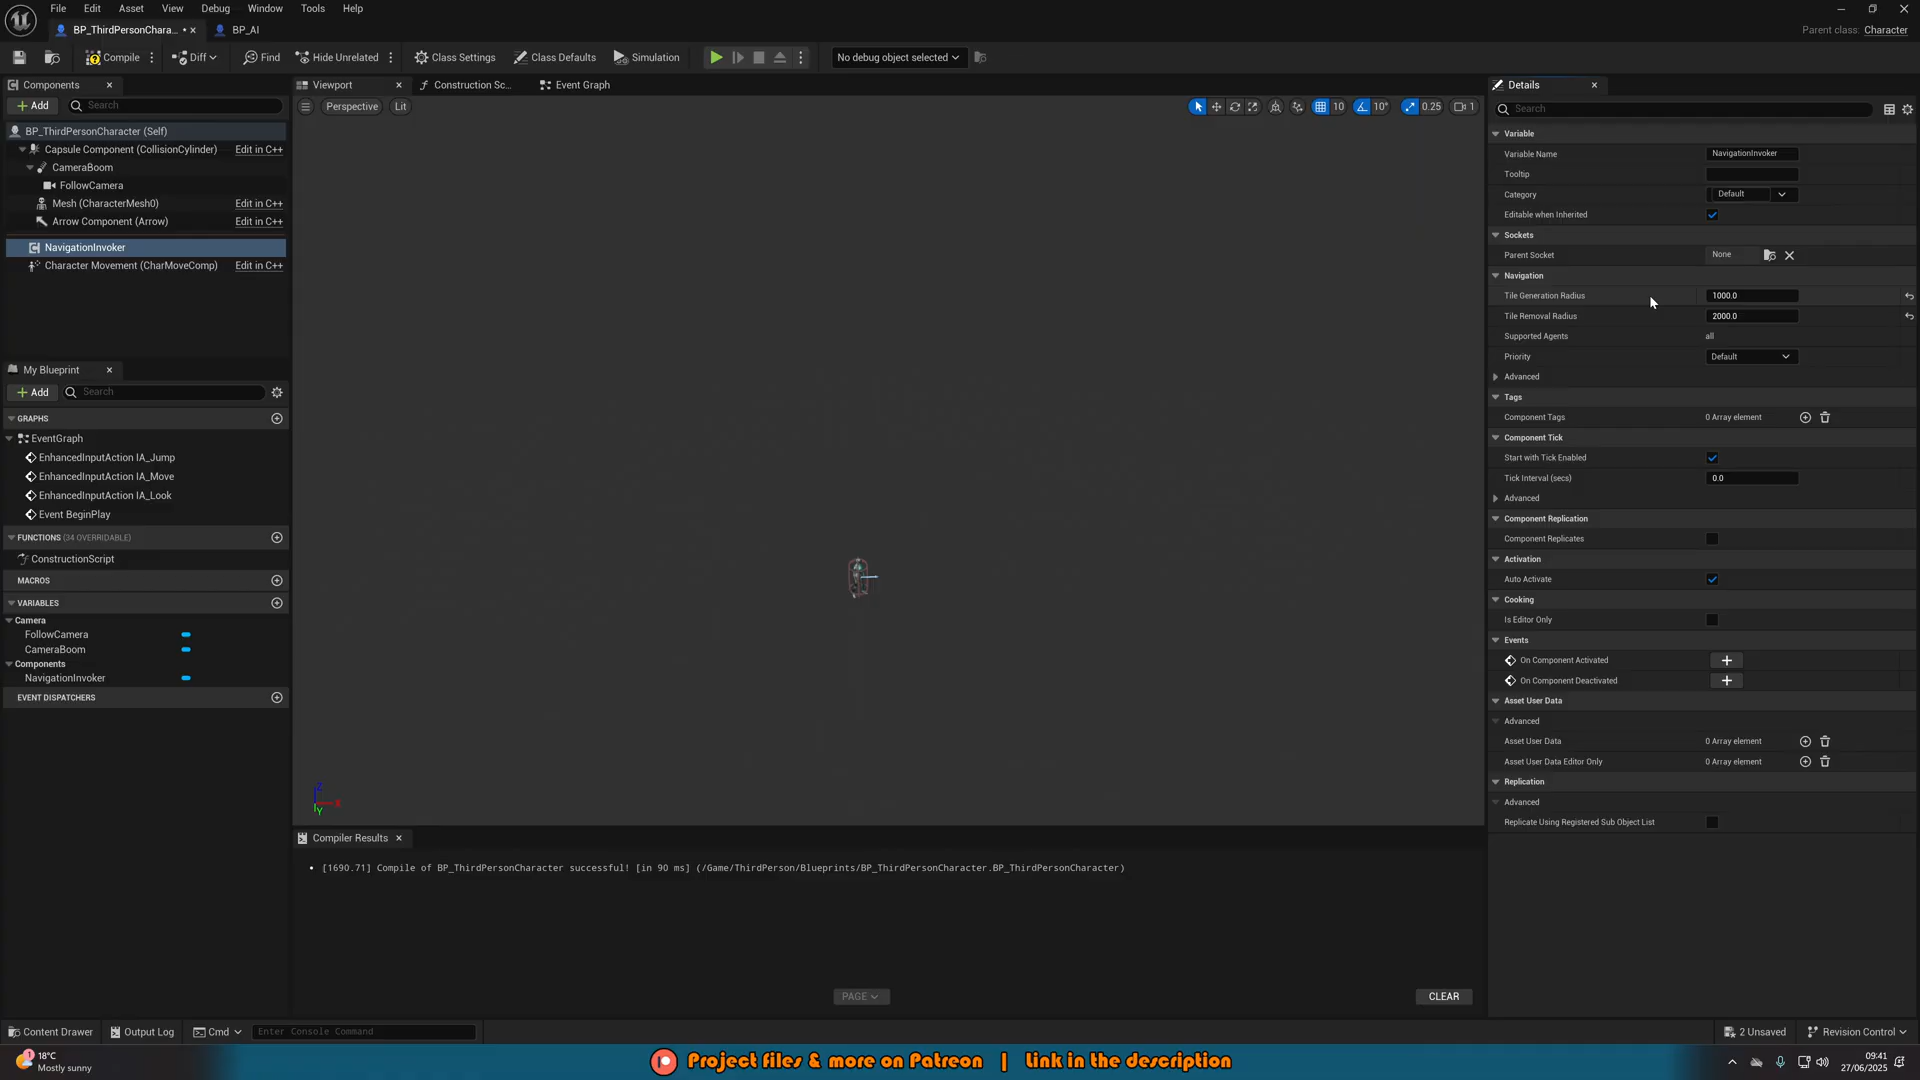 File Edit Asset View Debug Window Tools Help
BP_ThirdPersonChara...
BP_AI
Parent class: Character
Compile
Diff
Find
Hide Unrelated
Class Settings
Class Defaults
Simulation
No debug object selected
Components
Add
Search
BP_ThirdPersonCharacter (Self)
Capsule Component (CollisionCylinder) Edit in C++
CameraBoom
FollowCamera
Mesh (CharacterMesh0) Edit in C++
Arrow Component (Arrow) Edit in C++
NavigationInvoker
Character Movement (CharMoveComp) Edit in C++
My Blueprint
Add
Search
GRAPHS
EventGraph
EnhancedInputAction IA_Jump
EnhancedInputAction IA_Move
EnhancedInputAction IA_Look
Event BeginPlay
FUNCTIONS (34 OVERRIDABLE)
ConstructionScript
MACROS
VARIABLES
Camera
FollowCamera
CameraBoom
Components
NavigationInvoker
EVENT DISPATCHERS
Viewport
Construction Sc...
Event Graph
Perspective
Lit
10
10°
0.25
1
Z
X
Y
Compiler Results
[1690.71] Compile of BP_ThirdPersonCharacter successful! [in 90 ms] (/Game/ThirdPerson/Blueprints/BP_ThirdPersonCharacter.BP_ThirdPersonCharacter)
PAGE
CLEAR
Details
Search
Variable
Variable Name NavigationInvoker
Tooltip
Category Default
Editable when Inherited
Sockets
Parent Socket None
Navigation
Tile Generation Radius 1000.0
Tile Removal Radius 2000.0
Supported Agents all
Priority Default
Advanced
Tags
Component Tags 0 Array element
Component Tick
Start with Tick Enabled
Tick Interval (secs) 0.0
Advanced
Component Replication
Component Replicates
Activation
Auto Activate
Cooking
Is Editor Only
Events
On Component Activated
On Component Deactivated
Asset User Data
Advanced
Asset User Data 0 Array element
Asset User Data Editor Only 0 Array element
Replication
Advanced
Replicate Using Registered Sub Object List
Content Drawer
Output Log
Cmd
Enter Console Command
2 Unsaved
Revision Control
1
18°C
Mostly sunny
Project files & more on Patreon | Link in the description
09:41
27/06/2025